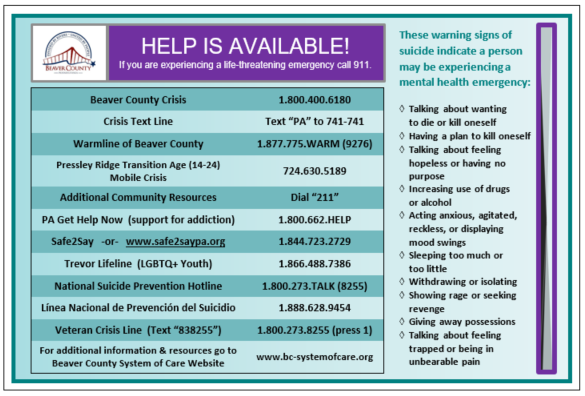 BEAVER COUNTY
HELP IS AVAILABLE!
If you are experiencing a life-threatening emergency call 911.
Beaver County Crisis 1.800.400.6180
Crisis Text Line Text “PA” to 741-741
Warmline of Beaver County 1.877.775.WARM (9276)
Pressley Ridge Transition Age (14-24)
Mobile Crisis 724.630.5189
Additional Community Resources Dial “211”
PA Get Help Now (support for addiction) 1.800.662.HELP
Safe2Say -or- www.safe2saypa.org 1.844.723.2729
Trevor Lifeline (LGBTQ+ Youth) 1.866.488.7386
National Suicide Prevention Hotline 1.800.273.TALK (8255)
Línea Nacional de Prevención del Suicidio 1.888.628.9454
Veteran Crisis Line (Text “838255”) 1.800.273.8255 (press 1)
For additional information & resources go to
Beaver County System of Care Website www.bc-systemofcare.org
These warning signs of
suicide indicate a person
may be experiencing a
mental health emergency:
◊ Talking about wanting
to die or kill oneself
◊ Having a plan to kill oneself
◊ Talking about feeling
hopeless or having no
purpose
◊ Increasing use of drugs
or alcohol
◊ Acting anxious, agitated,
reckless, or displaying
mood swings
◊ Sleeping too much or
too little
◊ Withdrawing or isolating
◊ Showing rage or seeking
revenge
◊ Giving away possessions
◊ Talking about feeling
trapped or being in
unbearable pain